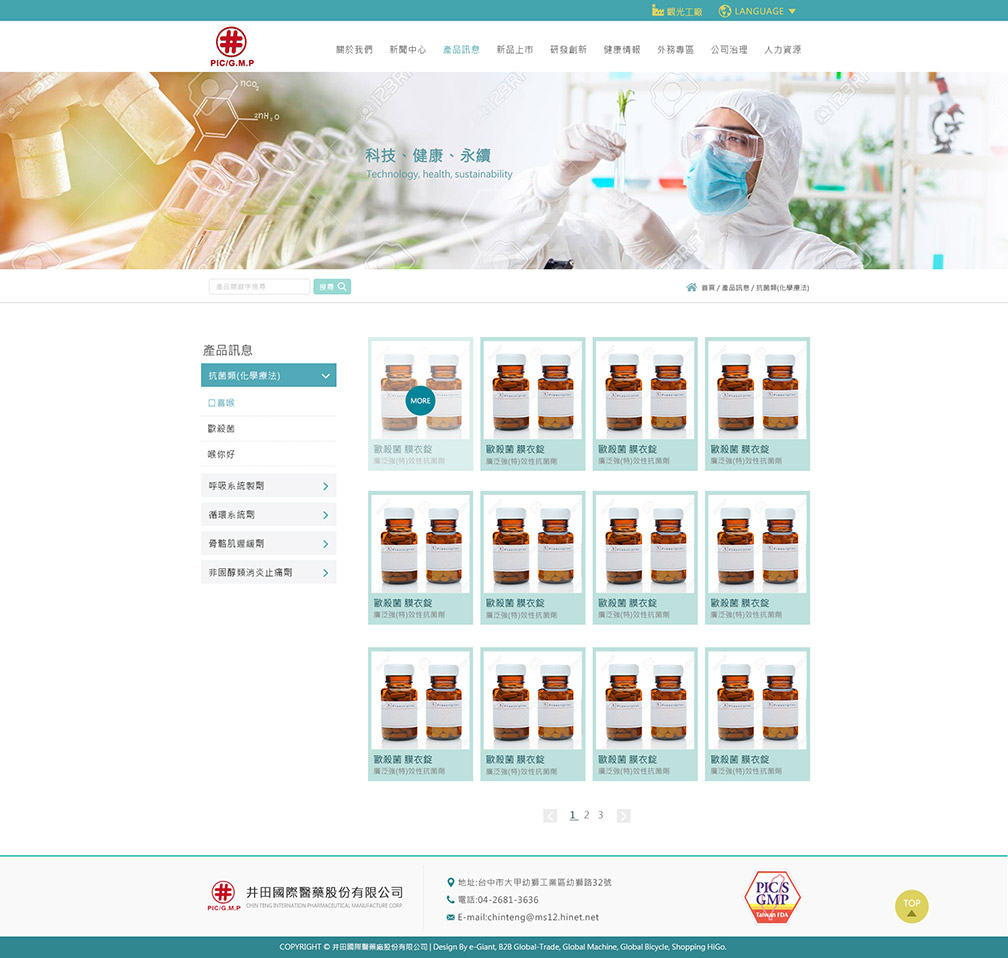 觀光工廠 LANGUAGE
PIC/G.M.P
關於我們 新聞中心 產品訊息 新品上市 研發創新 健康情報 外務專區 公司治理 人力資源
NCO₂
2nH₂O
123RF
科技、健康、永續
Technology, health, sustainability
產品關鍵字搜尋 搜尋
首頁 / 產品訊息 / 抗菌類(化學療法)
產品訊息
抗菌類(化學療法)
口喜喉
歐殺菌
喉你好
呼吸系統製劑
循環系統劑
骨骼肌遲緩劑
非固醇類消炎止痛劑
MORE
歐殺菌 膜衣錠 歐殺菌 膜衣錠 歐殺菌 膜衣錠 歐殺菌 膜衣錠
廣泛強(特)效性抗菌劑 廣泛強(特)效性抗菌劑 廣泛強(特)效性抗菌劑 廣泛強(特)效性抗菌劑
歐殺菌 膜衣錠 歐殺菌 膜衣錠 歐殺菌 膜衣錠 歐殺菌 膜衣錠
廣泛強(特)效性抗菌劑 廣泛強(特)效性抗菌劑 廣泛強(特)效性抗菌劑 廣泛強(特)效性抗菌劑
歐殺菌 膜衣錠 歐殺菌 膜衣錠 歐殺菌 膜衣錠 歐殺菌 膜衣錠
廣泛強(特)效性抗菌劑 廣泛強(特)效性抗菌劑 廣泛強(特)效性抗菌劑 廣泛強(特)效性抗菌劑
1 2 3
PIC/G.M.P
井田國際醫藥股份有限公司
CHIN TENG INTERNATION PHARMACEUTICAL MANUFACTURE CORP.
地址:台中市大甲幼獅工業區幼獅路32號
電話:04-2681-3636
E-mail:chinteng@ms12.hinet.net
PIC/S
GMP
Taiwan FDA
TOP
COPYRIGHT © 井田國際醫藥廠股份有限公司 | Design By e-Giant, B2B Global-Trade, Global Machine, Global Bicycle, Shopping HiGo.